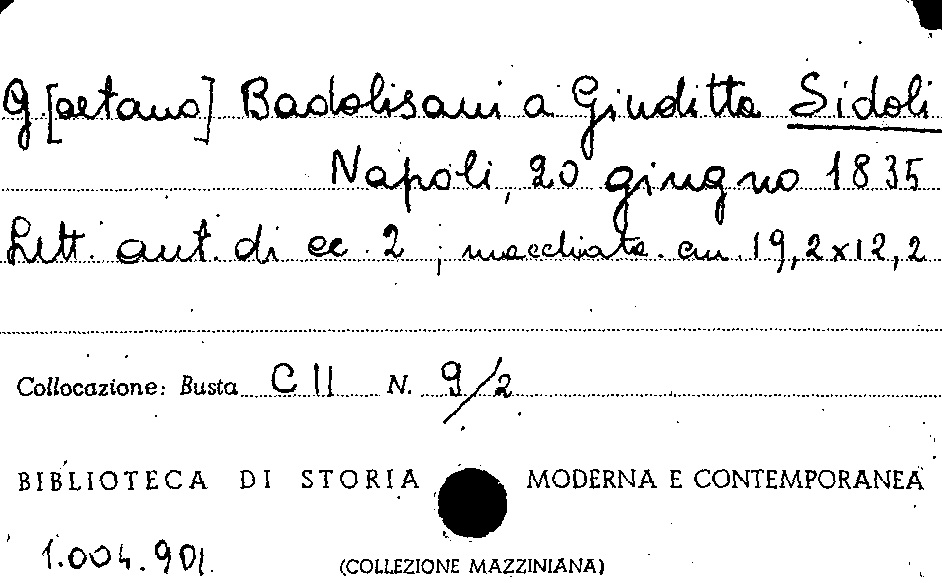 G[aetano] Badolisani a Giuditta Sidoli
Napoli, 20 giugno 1835
Lett. aut. di cc. 2 ; macchiata. cm. 19,2x12,2
Collocazione: Busta C II N. 9/2
BIBLIOTECA DI STORIA MODERNA E CONTEMPORANEA
1.004.901.
(COLLEZIONE MAZZINIANA)